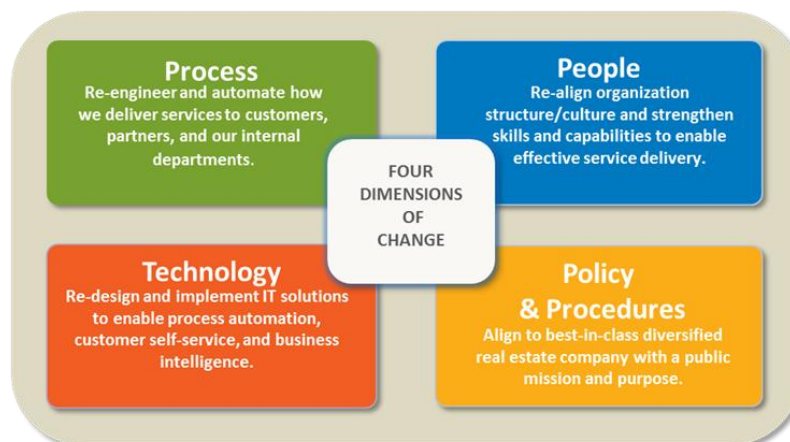 Process
Re-engineer and automate how
we deliver services to customers,
partners, and our internal
departments.
People
Re-align organization
structure/culture and strengthen
skills and capabilities to enable
effective service delivery.
FOUR
DIMENSIONS
OF
CHANGE
Technology
Re-design and implement IT solutions
to enable process automation,
customer self-service, and business
intelligence.
Policy
& Procedures
Align to best-in-class diversified
real estate company with a public
mission and purpose.